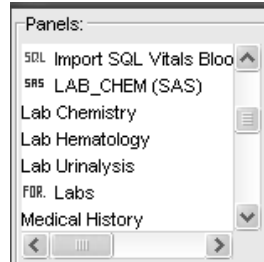 Panels:
SQL Import SQL Vitals Bloo
SAS LAB_CHEM (SAS)
Lab Chemistry
Lab Hematology
Lab Urinalysis
FOR. Labs
Medical History